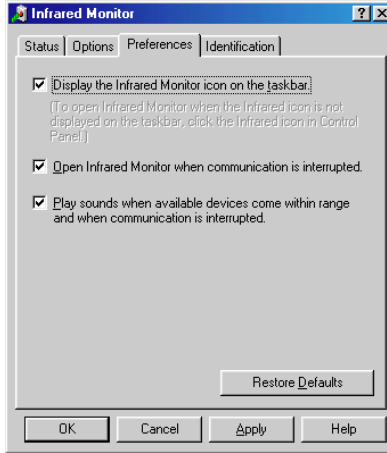 Infrared Monitor
Status Options Preferences Identification
Display the Infrared Monitor icon on the taskbar.
(To open Infrared Monitor when the Infrared icon is not
displayed on the taskbar, click the Infrared icon in Control
Panel.)
Open Infrared Monitor when communication is interrupted.
Play sounds when available devices come within range
and when communication is interrupted.
Restore Defaults
OK Cancel Apply Help